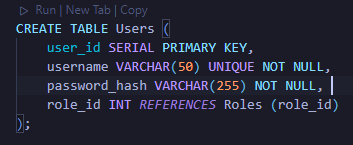 Run | New Tab | Copy
CREATE TABLE Users (
    user_id SERIAL PRIMARY KEY,
    username VARCHAR(50) UNIQUE NOT NULL,
    password_hash VARCHAR(255) NOT NULL,
    role_id INT REFERENCES Roles (role_id)
);